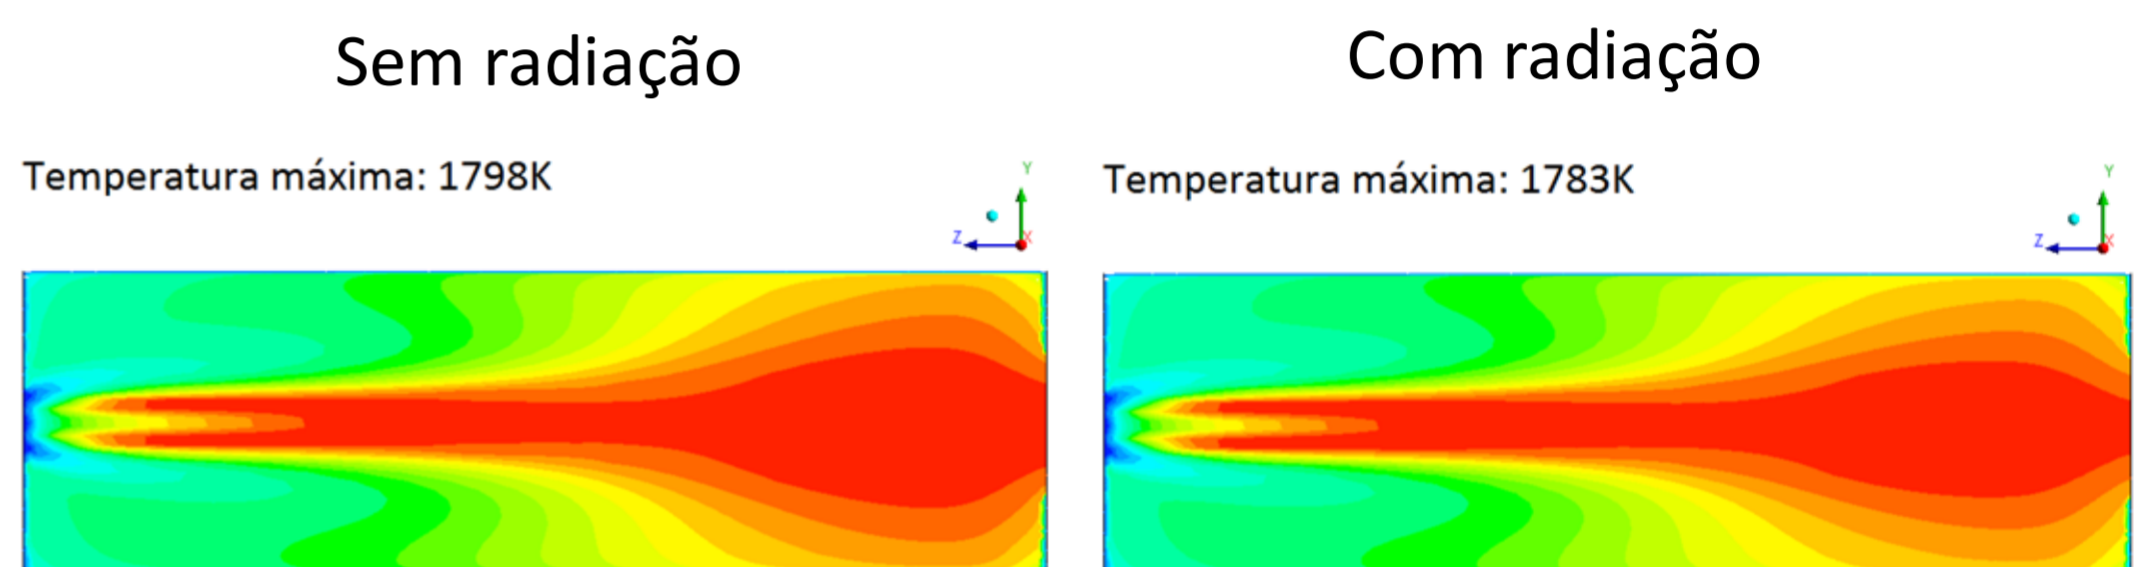 Sem radiação
Temperatura máxima: 1798K
Y
Z
X
Com radiação
Temperatura máxima: 1783K
Y
Z
X